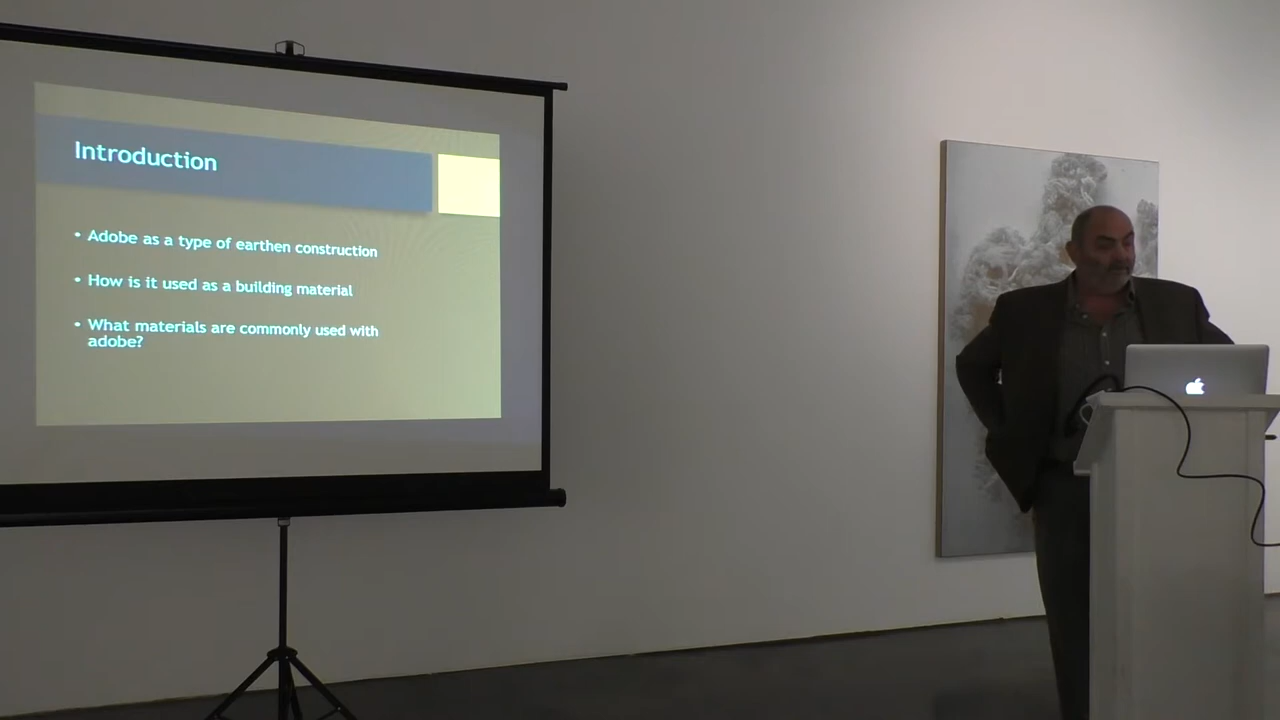 Introduction
• Adobe as a type of earthen construction
• How is it used as a building material
• What materials are commonly used with
adobe?